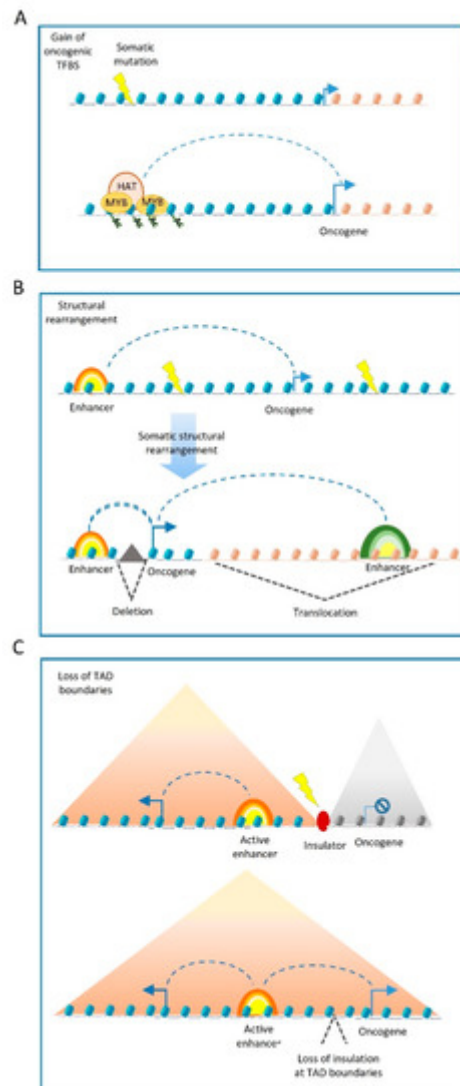 A
Gain of
oncogenic
TFBS
Somatic
mutation
HAT
MYB
MYB
Oncogene
B
Structural
rearrangement
Enhancer
Oncogene
Somatic structural
rearrangement
Enhancer
Oncogene
Enhancer
Deletion
Translocation
C
Loss of TAD
boundaries
Active
enhancer
Insulator
Oncogene
Active
enhancer
Oncogene
Loss of insulation
at TAD boundaries